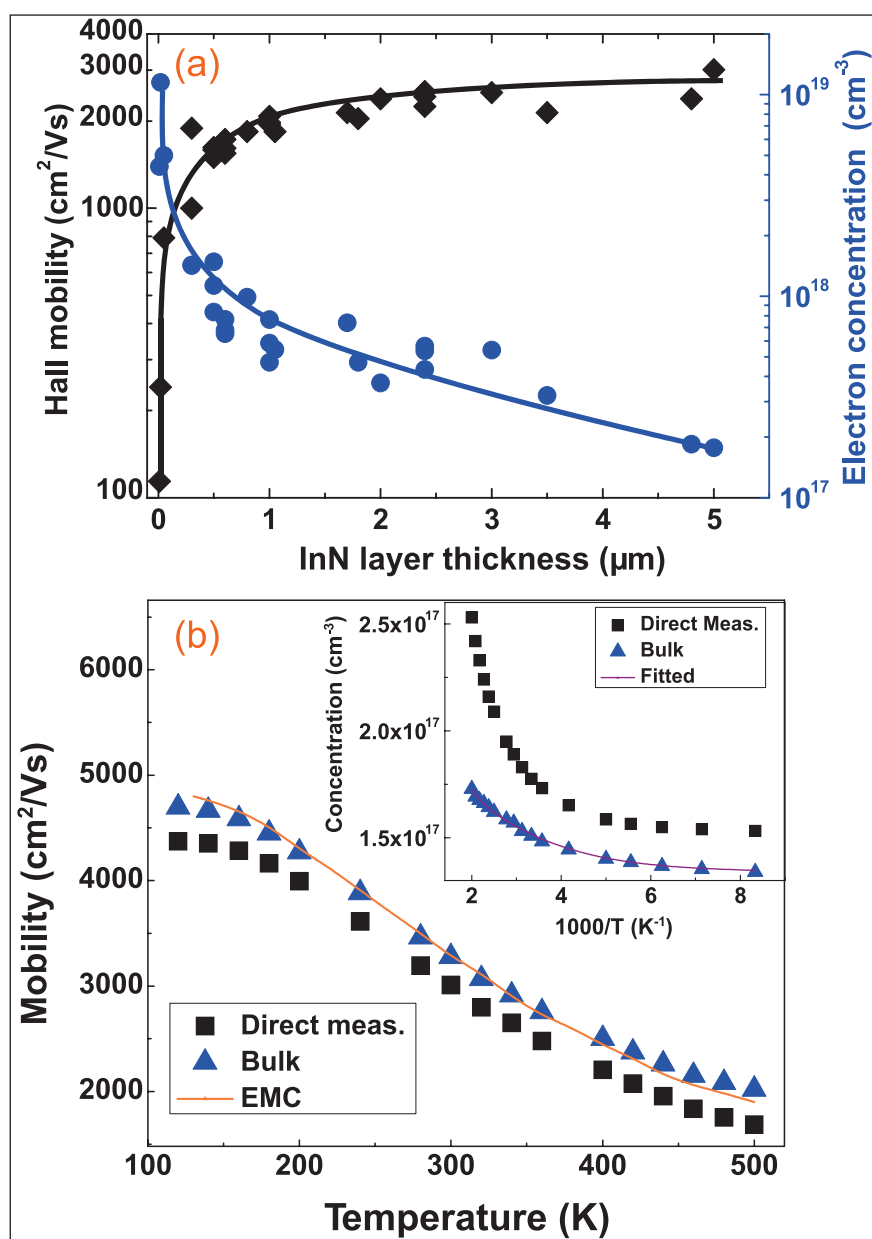 (a)
4000
3000
2000
1000
100
Hall mobility (cm²/Vs)
10¹⁹
10¹⁸
10¹⁷
Electron concentration (cm⁻³)
0 1 2 3 4 5
InN layer thickness (µm)
(b)
6000
5000
4000
3000
2000
Mobility (cm²/Vs)
100 200 300 400 500
Temperature (K)
Direct meas.
Bulk
EMC
2.5x10¹⁷
2.0x10¹⁷
1.5x10¹⁷
Concentration (cm⁻³)
2 4 6 8
1000/T (K⁻¹)
Direct Meas.
Bulk
Fitted